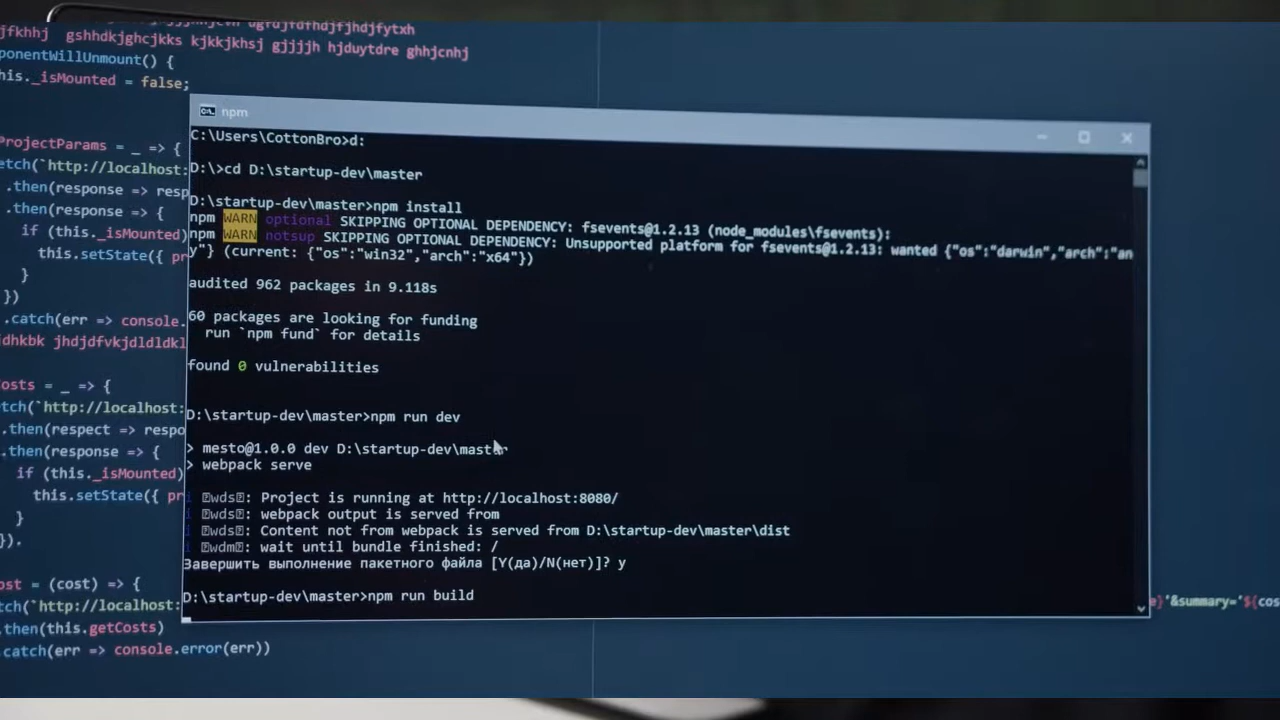 jfkhhj gshhdkjghcjkks kjkkjkhsj gjjjjh hjduytdre ghhjcnhj
ponentWillUnmount() {
his._isMounted = false;
ProjectParams = _ => {
etch(`http://localhost:
.then(response => resp
.then(response => {
if (this._isMounted)
this.setState({ pr
}
})
.catch(err => console.
idhkbk jhdjdfvkjdldldkl
Costs = _ => {
etch(`http://localhost:
.then(respect => respo
.then(response => {
if (this._isMounted)
this.setState({ pr
}
}).
ost = (cost) => {
tch(`http://localhost:
.then(this.getCosts)
catch(err => console.error(err))
npm
C:\Users\CottonBro>d:
D:\>cd D:\startup-dev\master
D:\startup-dev\master>npm install
npm WARN optional SKIPPING OPTIONAL DEPENDENCY: fsevents@1.2.13 (node_modules\fsevents):
npm WARN notsup SKIPPING OPTIONAL DEPENDENCY: Unsupported platform for fsevents@1.2.13: wanted {"os":"darwin","arch":"an
y"} (current: {"os":"win32","arch":"x64"})
audited 962 packages in 9.118s
60 packages are looking for funding
run `npm fund` for details
found 0 vulnerabilities
D:\startup-dev\master>npm run dev
> mesto@1.0.0 dev D:\startup-dev\master
> webpack serve
i ｢wds｣: Project is running at http://localhost:8080/
i ｢wds｣: webpack output is served from
i ｢wds｣: Content not from webpack is served from D:\startup-dev\master\dist
i ｢wdm｣: wait until bundle finished: /
Завершить выполнение пакетного файла [Y(да)/N(нет)]? y
D:\startup-dev\master>npm run build
e}'&summary='${cos